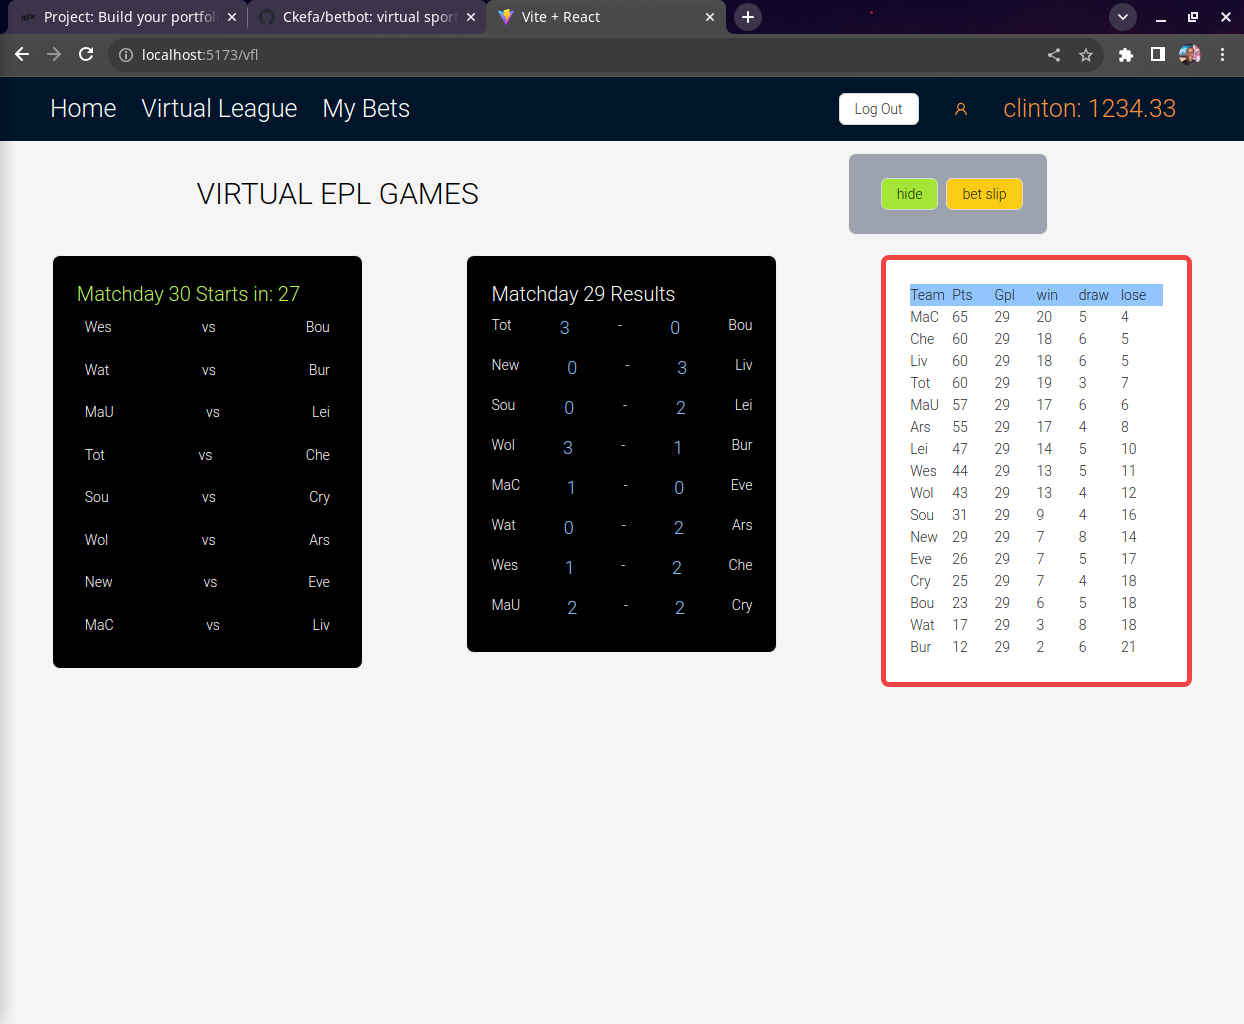 alx Project: Build your portfoli
Ckefa/betbot: virtual sport
Vite + React
localhost:5173/vfl
Home Virtual League My Bets Log Out clinton: 1234.33
VIRTUAL EPL GAMES
hide bet slip
Matchday 30 Starts in: 27
Wes vs Bou
Wat vs Bur
MaU vs Lei
Tot vs Che
Sou vs Cry
Wol vs Ars
New vs Eve
MaC vs Liv
Matchday 29 Results
Tot 3 - 0 Bou
New 0 - 3 Liv
Sou 0 - 2 Lei
Wol 3 - 1 Bur
MaC 1 - 0 Eve
Wat 0 - 2 Ars
Wes 1 - 2 Che
MaU 2 - 2 Cry
Team Pts Gpl win draw lose
MaC 65 29 20 5 4
Che 60 29 18 6 5
Liv 60 29 18 6 5
Tot 60 29 19 3 7
MaU 57 29 17 6 6
Ars 55 29 17 4 8
Lei 47 29 14 5 10
Wes 44 29 13 5 11
Wol 43 29 13 4 12
Sou 31 29 9 4 16
New 29 29 7 8 14
Eve 26 29 7 5 17
Cry 25 29 7 4 18
Bou 23 29 6 5 18
Wat 17 29 3 8 18
Bur 12 29 2 6 21